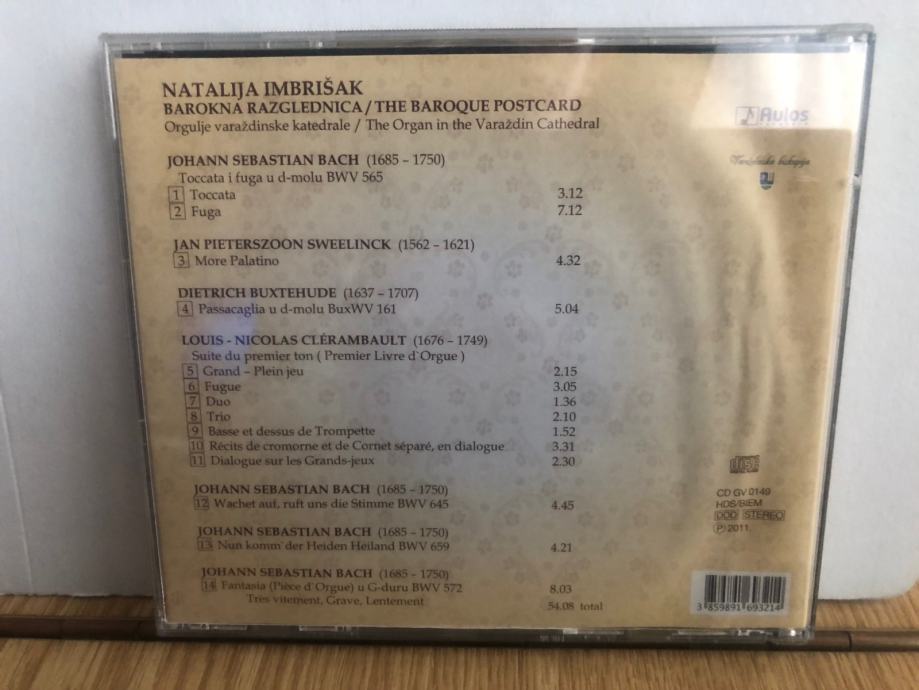 NATALIJA IMBRIŠAK
BAROKNA RAZGLEDNICA / THE BAROQUE POSTCARD
Orgulje varaždinske katedrale / The Organ in the Varaždin Cathedral
Aulos
JOHANN SEBASTIAN BACH (1685 – 1750)
Toccata i fuga u d-molu BWV 565
1 Toccata 3.12
2 Fuga 7.12
JAN PIETERSZOON SWEELINCK (1562 – 1621)
3 More Palatino 4.32
DIETRICH BUXTEHUDE (1637 – 1707)
4 Passacaglia u d-molu BuxWV 161 5.04
LOUIS - NICOLAS CLÉRAMBAULT (1676 – 1749)
Suite du premier ton ( Premier Livre d`Orgue )
5 Grand – Plein jeu 2.15
6 Fugue 3.05
7 Duo 1.36
8 Trio 2.10
9 Basse et dessus de Trompette 1.52
10 Récits de cromorne et de Cornet séparé, en dialogue 3.31
11 Dialogue sur les Grands-jeux 2.30
JOHANN SEBASTIAN BACH (1685 – 1750)
12 Wachet auf, ruft uns die Stimme BWV 645 4.45
JOHANN SEBASTIAN BACH (1685 – 1750)
13 Nun komm`der Heiden Heiland BWV 659 4.21
JOHANN SEBASTIAN BACH (1685 – 1750)
14 Fantasia (Pièce d`Orgue) u G-duru BWV 572 8.03
Très vitement, Grave, Lentement 54.08 total
CD GV 0149
HDS/BIEM
DDD STEREO
Ⓟ 2011.
3 859891 693214